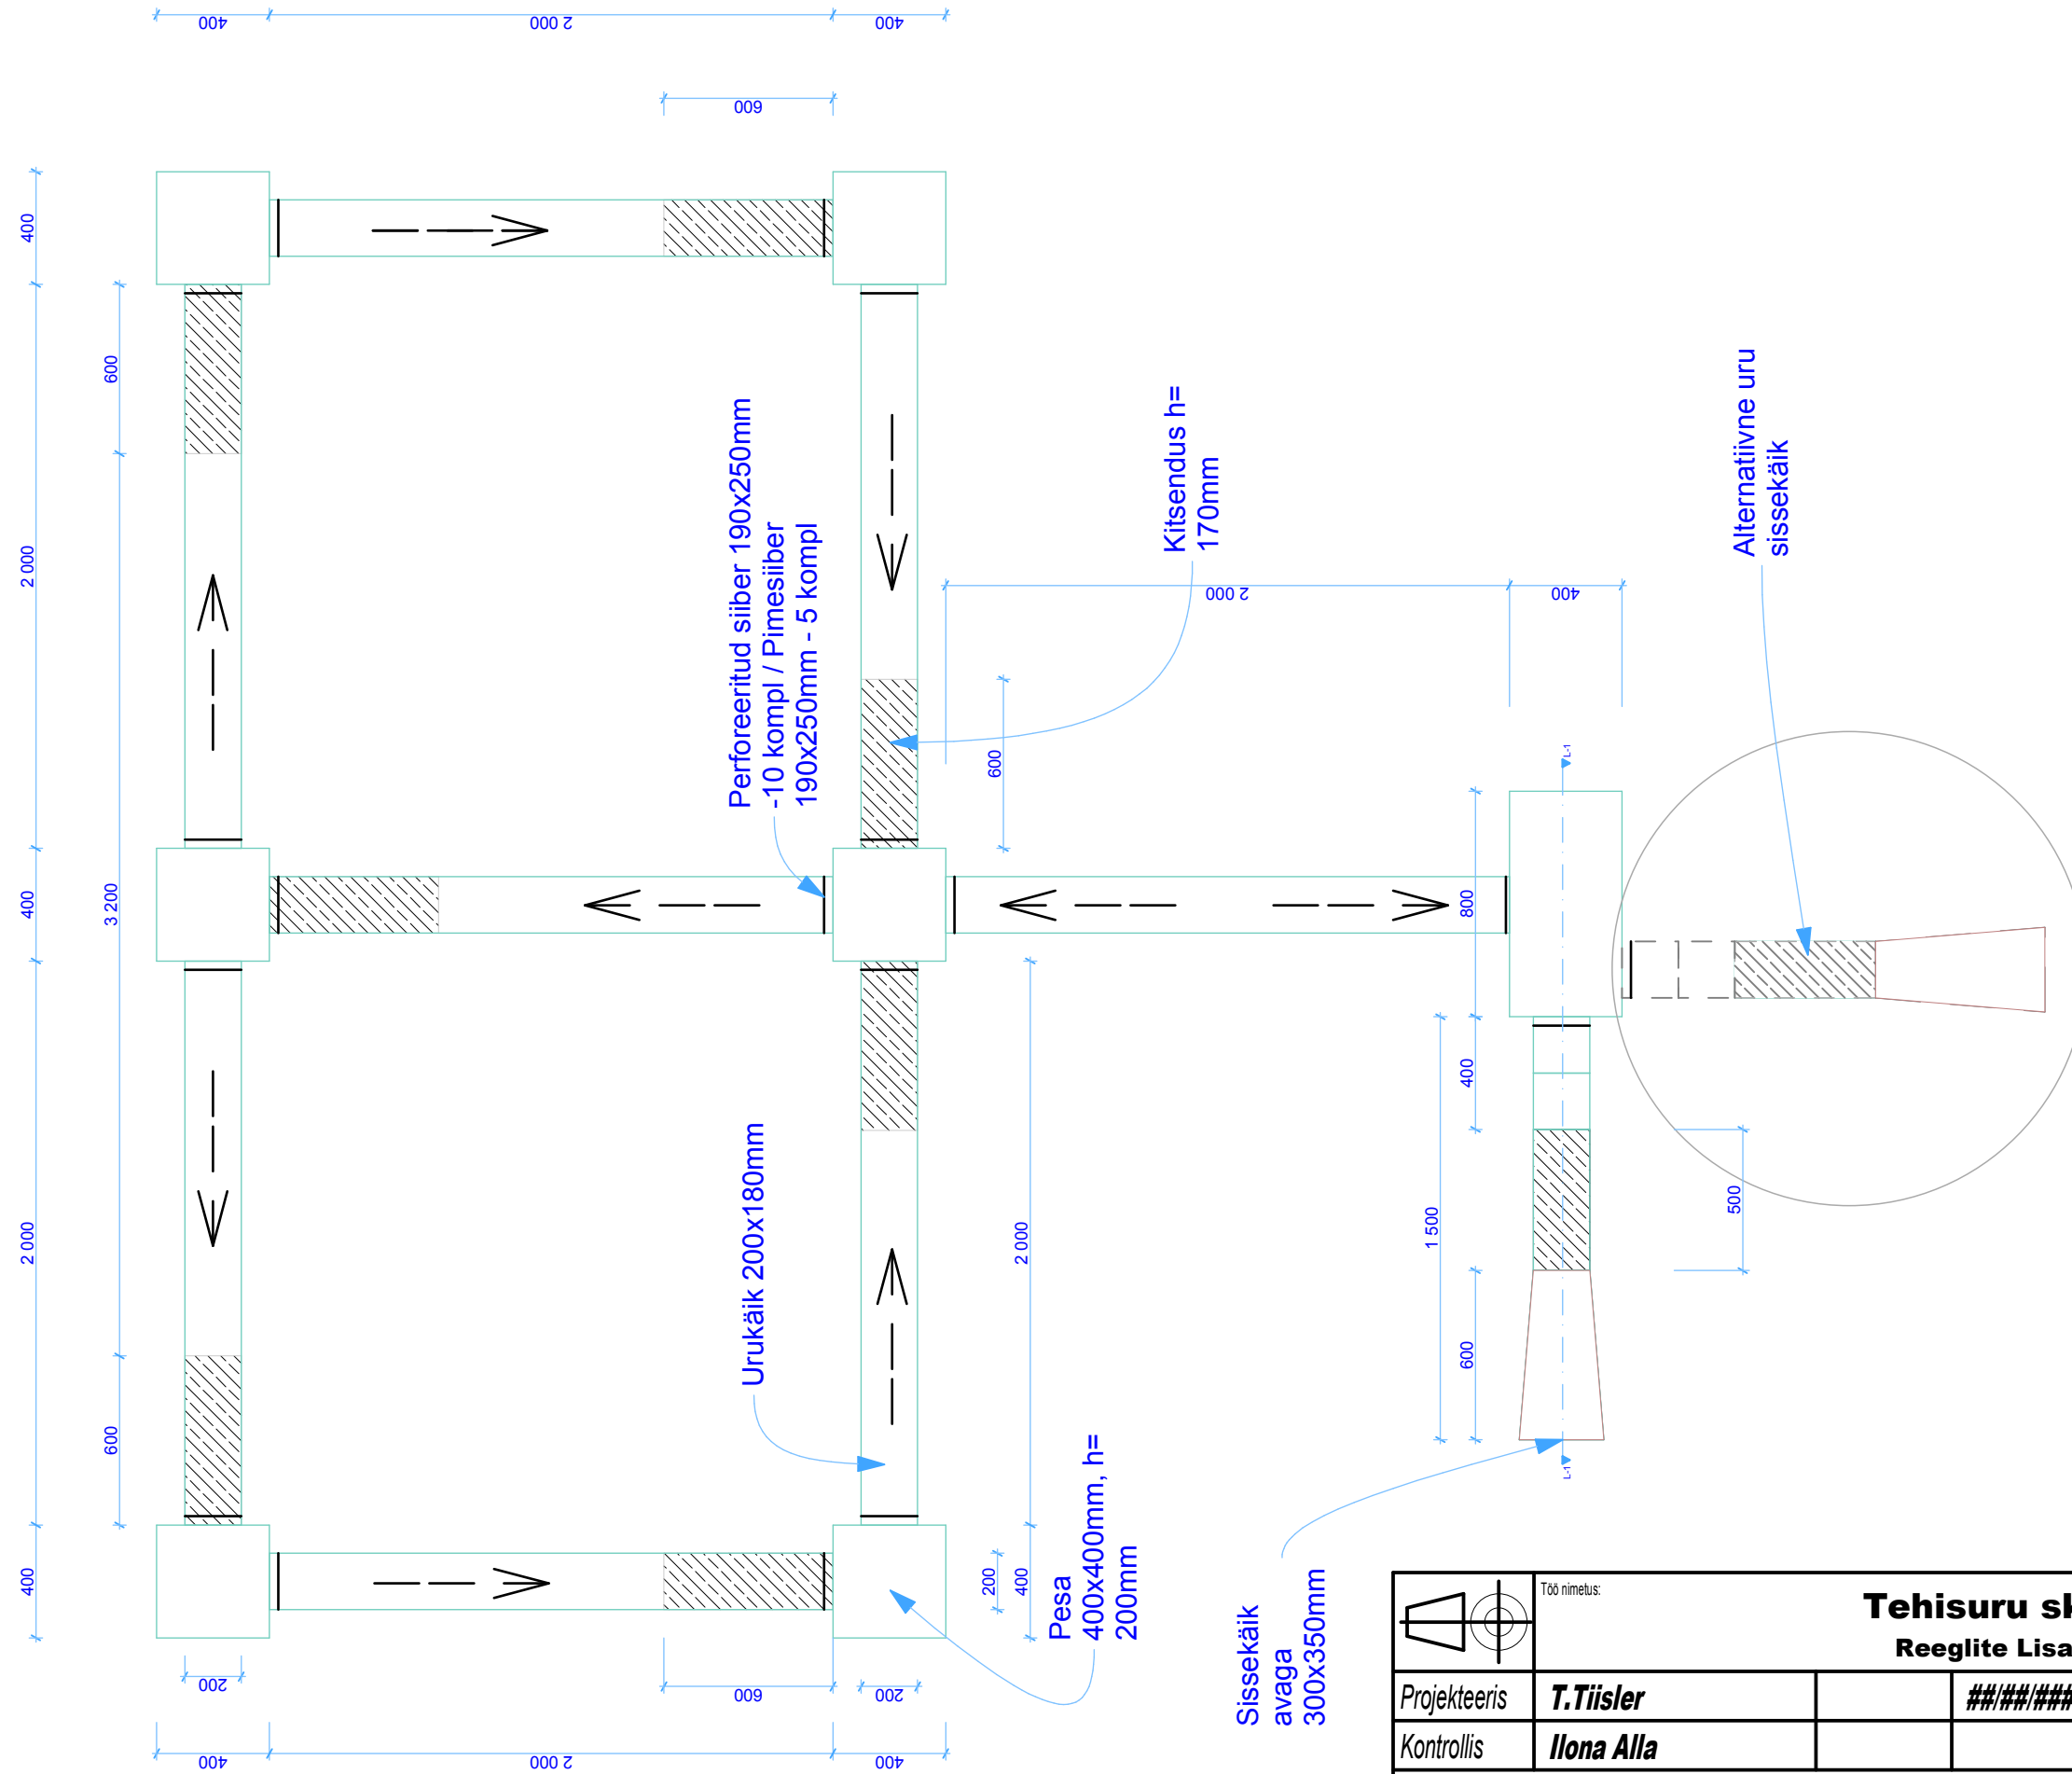 400
2 000
400
600
400
600
2 000
3 200
400
2 000
600
400
Perforeeritud siiber 190x250mm
-10 kompl / Pimesiiber
190x250mm - 5 kompl
Kitsendus h=
170mm
Alternatiivne uru
sissekäik
2 000
400
600
L-1
800
400
1 500
500
600
L-1
Urukäik 200x180mm
2 000
200
400
Pesa
400x400mm, h=
200mm
Sissekäik
avaga
300x350mm
200
600
200
400
2 000
400
Töö nimetus:
Tehisuru sk
Reeglite Lisa
Projekteeris T.Tiisler ##/##/###
Kontrollis Ilona Alla